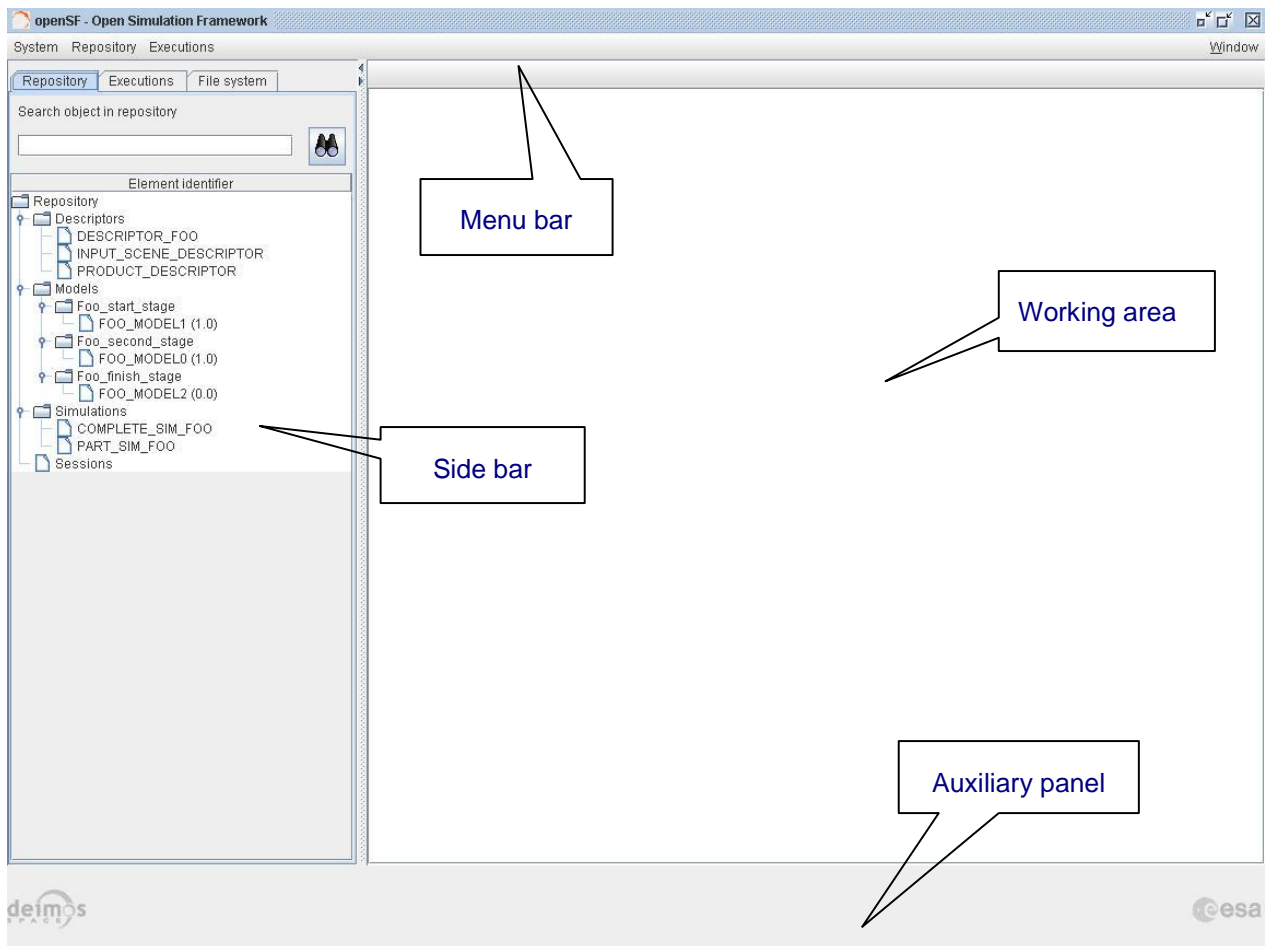 openSF - Open Simulation Framework
System Repository Executions Window
Repository Executions File system
Search object in repository
Element identifier
Repository
Descriptors
DESCRIPTOR_FOO
INPUT_SCENE_DESCRIPTOR
PRODUCT_DESCRIPTOR
Models
Foo_start_stage
FOO_MODEL1 (1.0)
Foo_second_stage
FOO_MODEL0 (1.0)
Foo_finish_stage
FOO_MODEL2 (0.0)
Simulations
COMPLETE_SIM_FOO
PART_SIM_FOO
Sessions
Menu bar
Working area
Side bar
Auxiliary panel
deimos
SPACE
esa